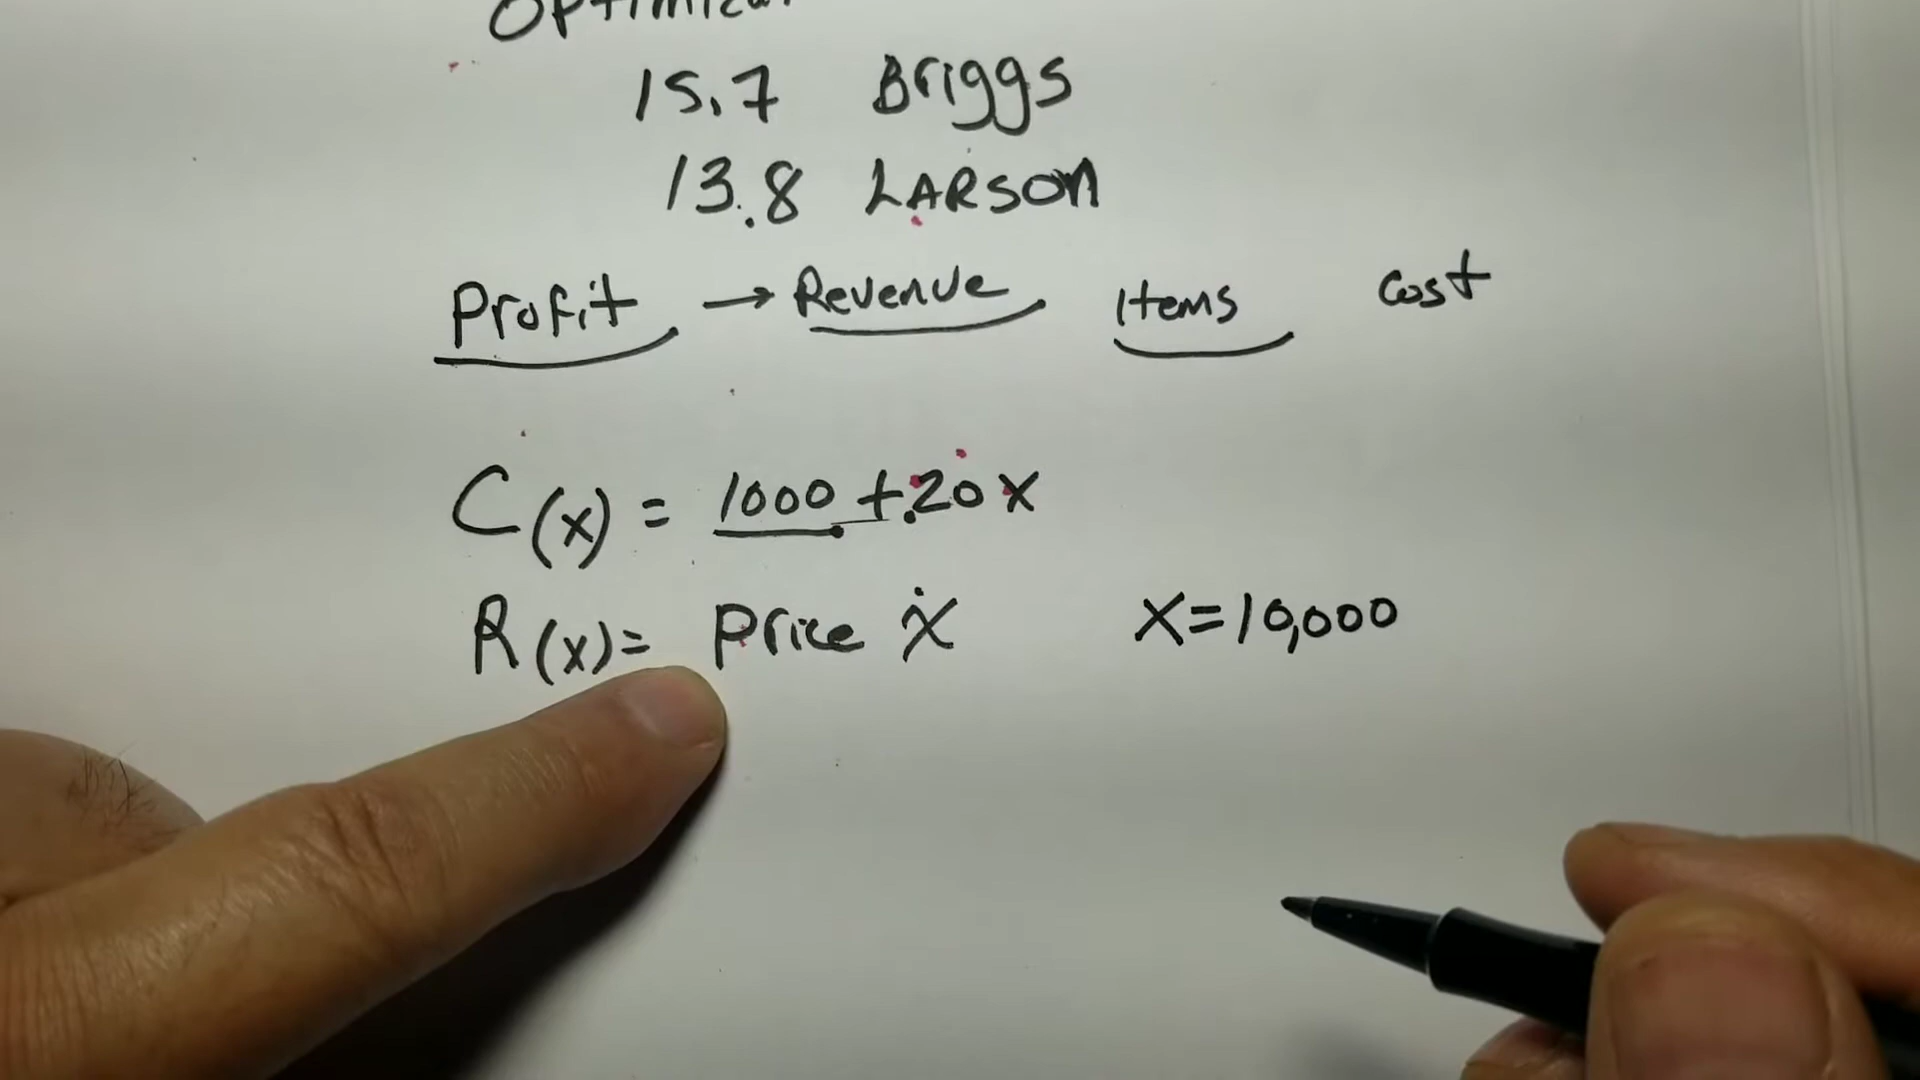 15.7 Briggs
13.8 LARSON
Profit → Revenue Items Cost
C(x) = 1000 + .20x
R(x) = Price x x=10,000